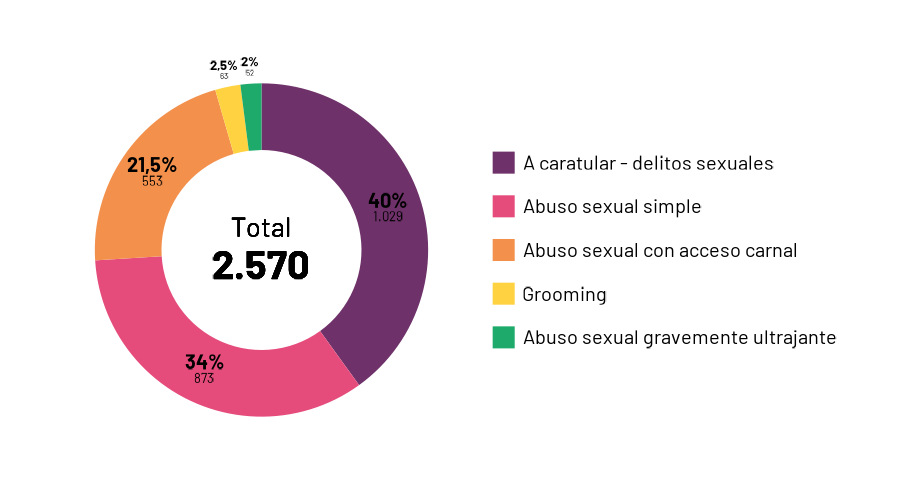 2,5% 2%
63 52
21,5%
553
40%
1.029
Total
2.570
34%
873
A caratular - delitos sexuales
Abuso sexual simple
Abuso sexual con acceso carnal
Grooming
Abuso sexual gravemente ultrajante